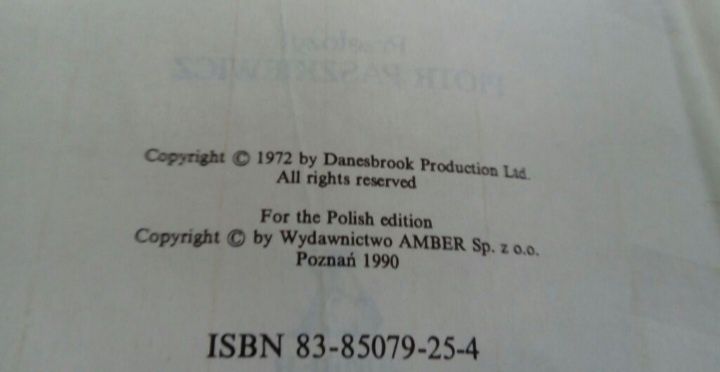 Copyright © 1972 by Danesbrook Production Ltd.
All rights reserved
For the Polish edition
Copyright © by Wydawnictwo AMBER Sp. z o.o.
Poznań 1990
ISBN 83-85079-25-4